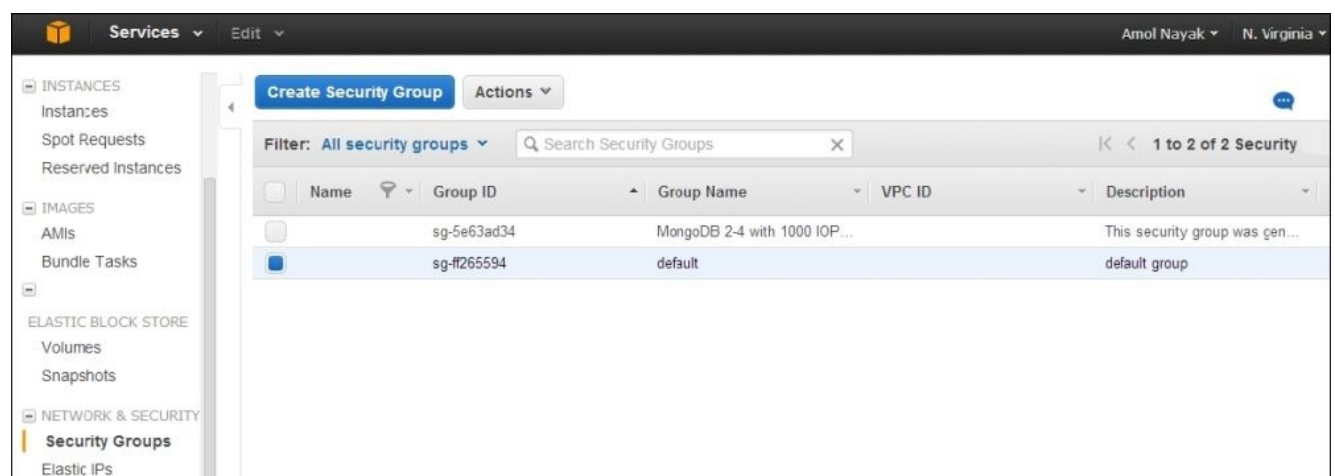 Services Edit Amol Nayak N. Virginia
INSTANCES
Instances
Spot Requests
Reserved Instances
IMAGES
AMIs
Bundle Tasks
ELASTIC BLOCK STORE
Volumes
Snapshots
NETWORK & SECURITY
Security Groups
Elastic IPs
Create Security Group Actions
Filter: All security groups Search Security Groups 1 to 2 of 2 Security
Name Group ID Group Name VPC ID Description
sg-5e63ad34 MongoDB 2-4 with 1000 IOP... This security group was gen...
sg-ff265594 default default group